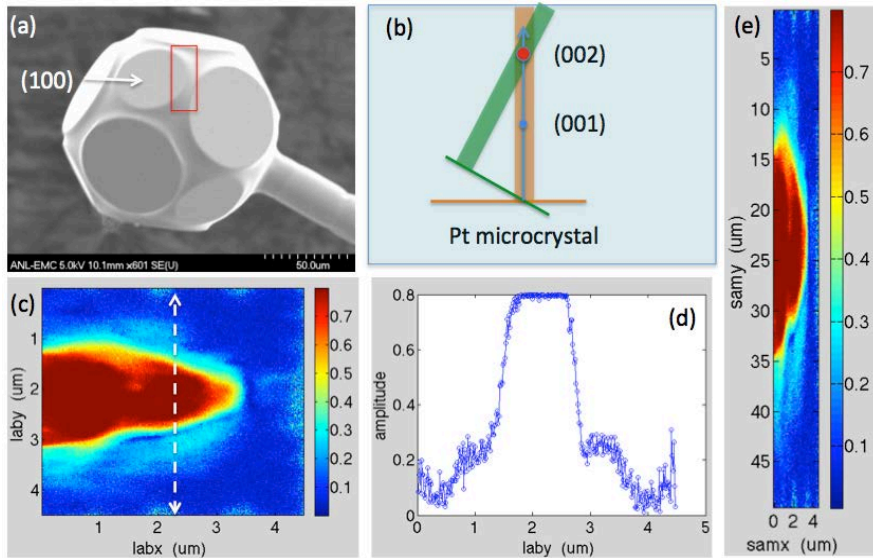 (a)
(100)
ANL-EMC 5.0kV 10.1mm x601 SE(U)
50.0um
(b)
(002)
(001)
Pt microcrystal
(c)
1
2
3
4
laby (um)
1 2 3 4
labx (um)
0.7
0.6
0.5
0.4
0.3
0.2
0.1
(d)
0.8
0.6
0.4
0.2
0
amplitude
0 1 2 3 4 5
laby (um)
(e)
5
10
15
20
25
30
35
40
45
samy (um)
0 2 4
samx (um)
0.7
0.6
0.5
0.4
0.3
0.2
0.1